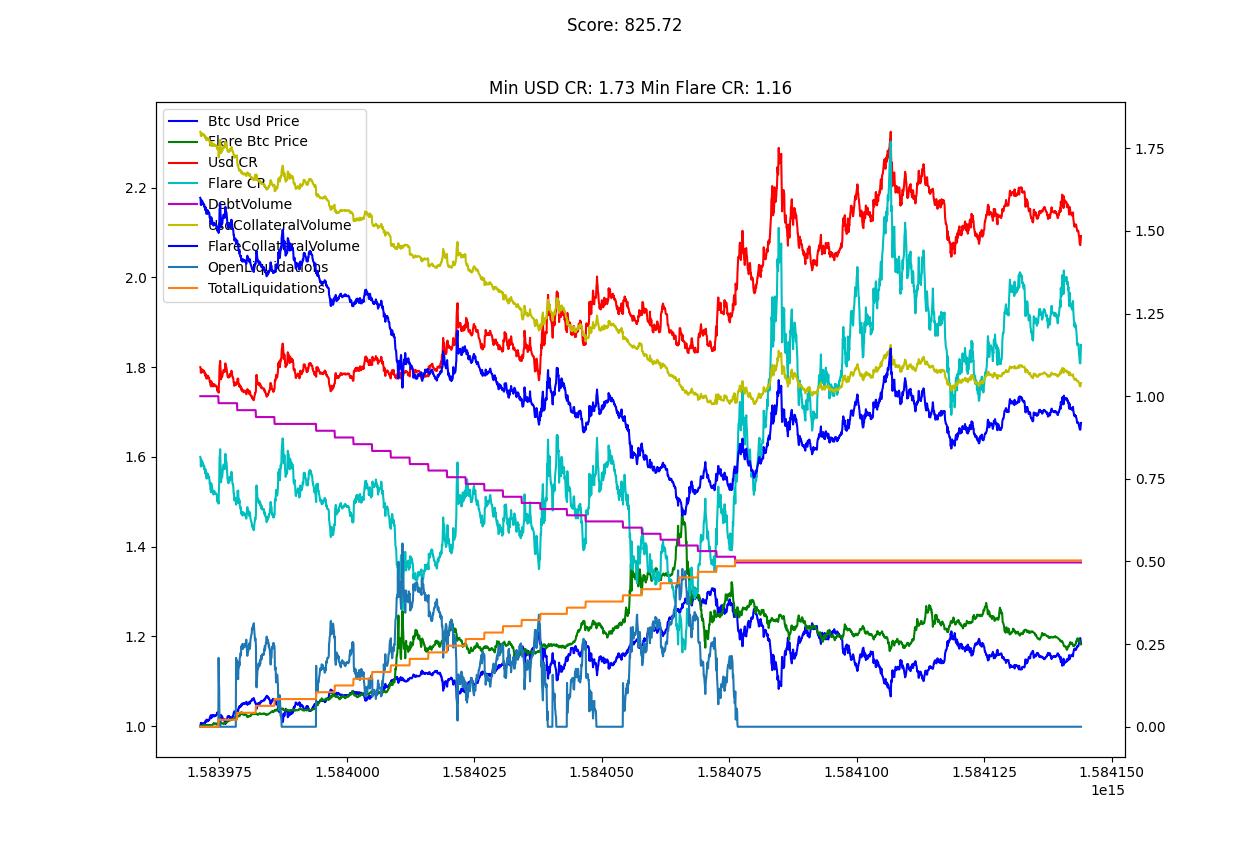 Score: 825.72
Min USD CR: 1.73 Min Flare CR: 1.16
Btc Usd Price
Flare Btc Price
Usd CR
Flare CR
DebtVolume
UsdCollateralVolume
FlareCollateralVolume
OpenLiquidations
TotalLiquidations
2.2
2.0
1.8
1.6
1.4
1.2
1.0
1.75
1.50
1.25
1.00
0.75
0.50
0.25
0.00
1.583975 1.584000 1.584025 1.584050 1.584075 1.584100 1.584125 1.584150
1e15